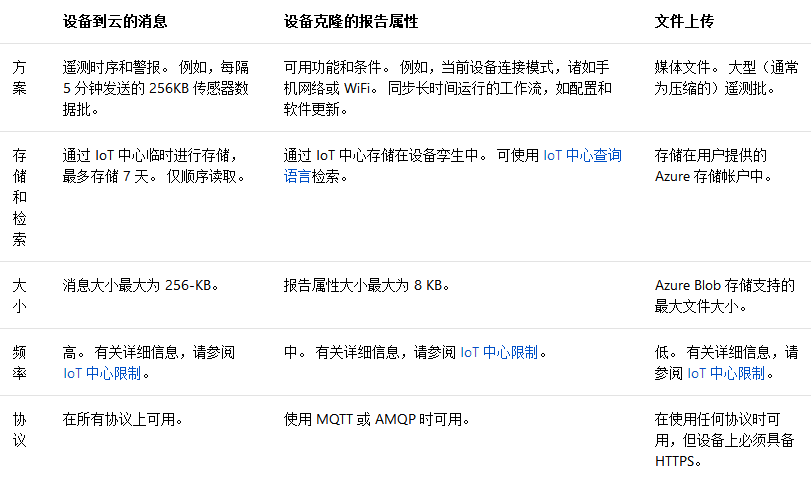 设备到云的消息 设备克隆的报告属性 文件上传
方案
遥测时序和警报。 例如，每隔
5 分钟发送的 256KB 传感器数
据批。
可用功能和条件。 例如，当前设备连接模式，诸如手
机网络或 WiFi。 同步长时间运行的工作流，如配置和
软件更新。
媒体文件。 大型（通常
为压缩的）遥测批。
存储和检索
通过 IoT 中心临时进行存储，
最多存储 7 天。 仅顺序读取。
通过 IoT 中心存储在设备孪生中。 可使用 IoT 中心查询
语言检索。
存储在用户提供的
Azure 存储帐户中。
大小
消息大小最大为 256-KB。
报告属性大小最大为 8 KB。
Azure Blob 存储支持的
最大文件大小。
频率
高。 有关详细信息，请参阅
IoT 中心限制。
中。 有关详细信息，请参阅 IoT 中心限制。
低。 有关详细信息，请
参阅 IoT 中心限制。
协议
在所有协议上可用。
使用 MQTT 或 AMQP 时可用。
在使用任何协议时可
用，但设备上必须具备
HTTPS。